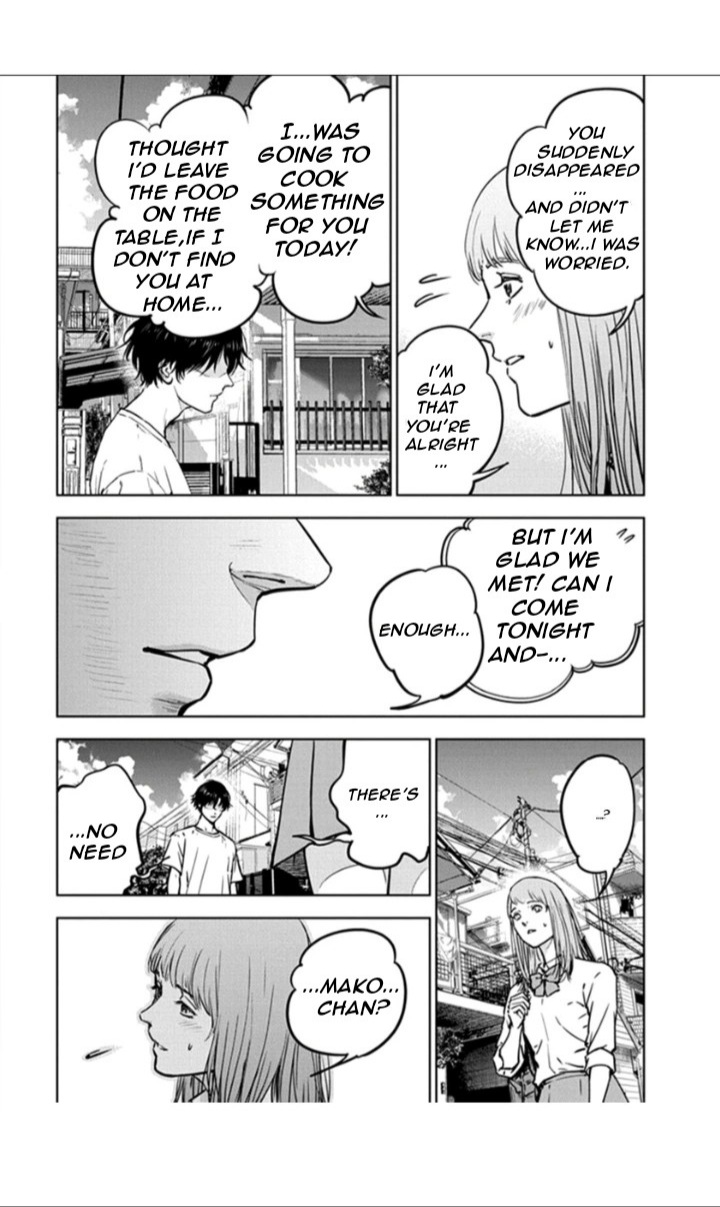 YOU
SUDDENLY
DISAPPEARED
...
AND DIDN'T
LET ME
KNOW...I WAS
WORRIED.
I'M
GLAD
THAT
YOU'RE
ALRIGHT
...
I...WAS
GOING TO
COOK
SOMETHING
FOR YOU
TODAY!
THOUGHT
I'D LEAVE
THE FOOD
ON THE
TABLE,IF I
DON'T FIND
YOU AT
HOME...
BUT I'M
GLAD WE
MET! CAN I
COME
TONIGHT
AND-...
ENOUGH...
...?
THERE'S
...
...NO
NEED
...MAKO...
CHAN?